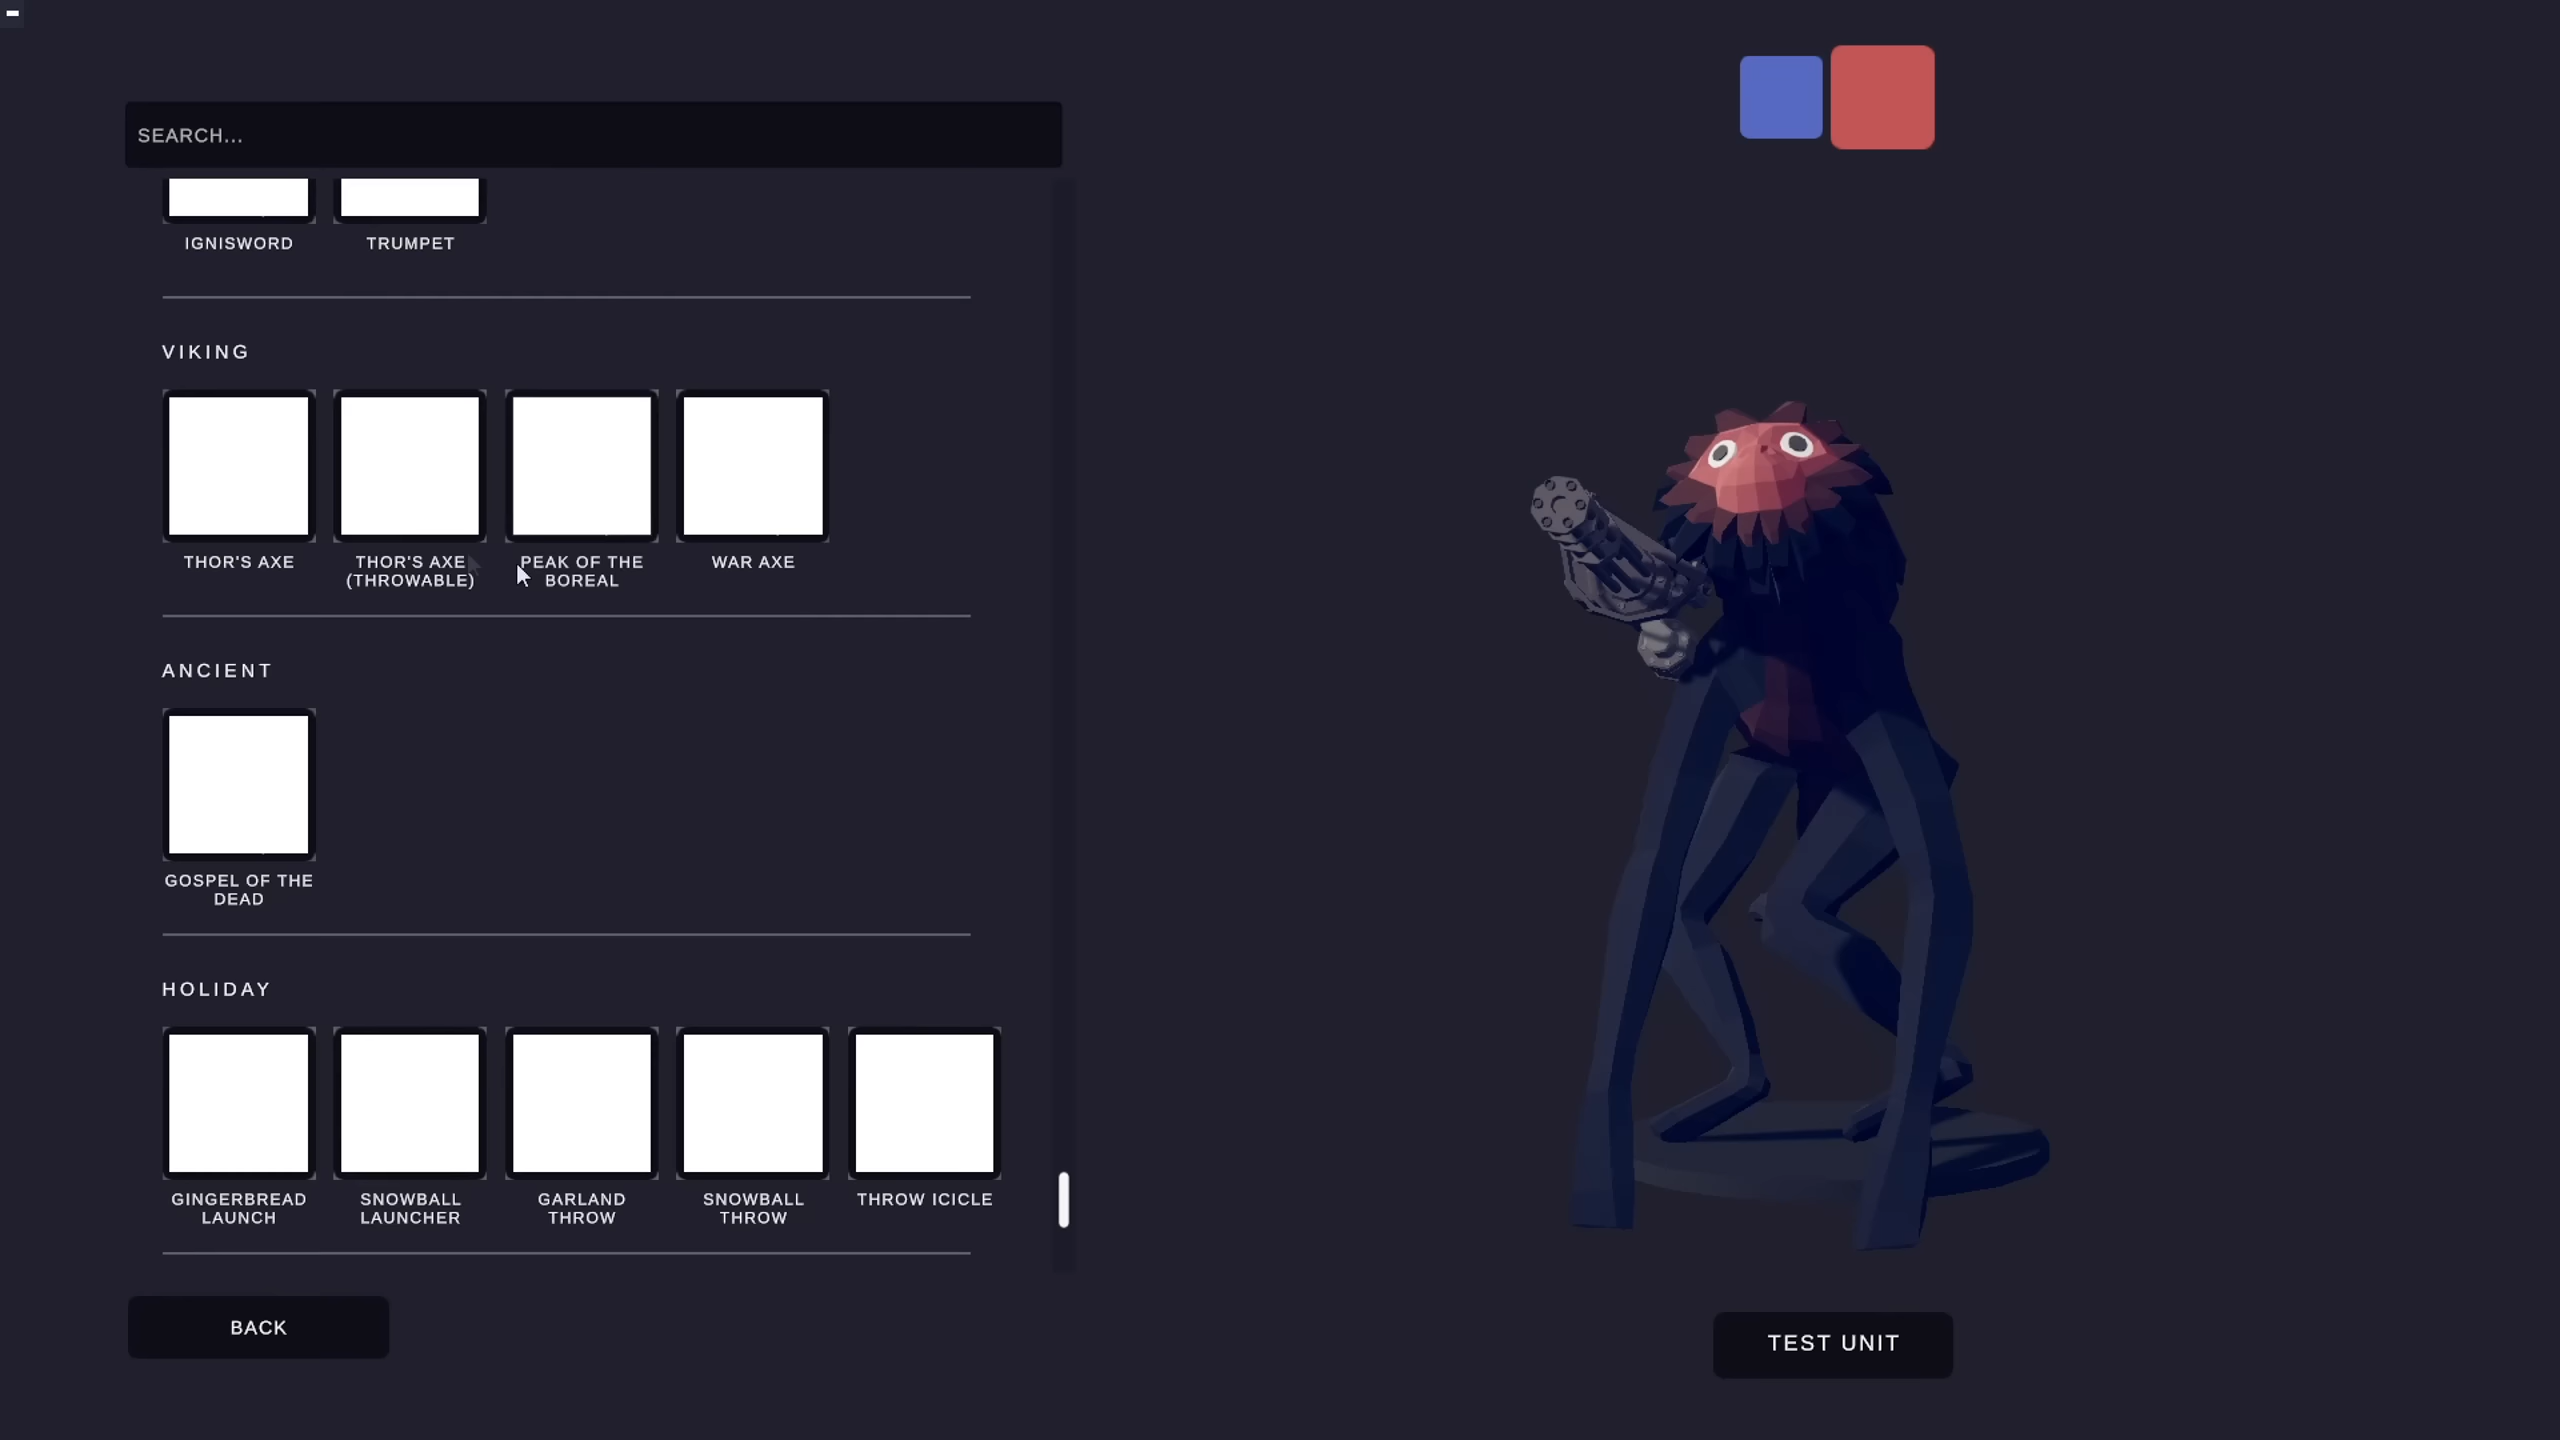 SEARCH...
IGNISWORD
TRUMPET
VIKING
THOR'S AXE
THOR'S AXE
(THROWABLE)
PEAK OF THE
BOREAL
WAR AXE
ANCIENT
GOSPEL OF THE
DEAD
HOLIDAY
GINGERBREAD
LAUNCH
SNOWBALL
LAUNCHER
GARLAND
THROW
SNOWBALL
THROW
THROW ICICLE
BACK
TEST UNIT